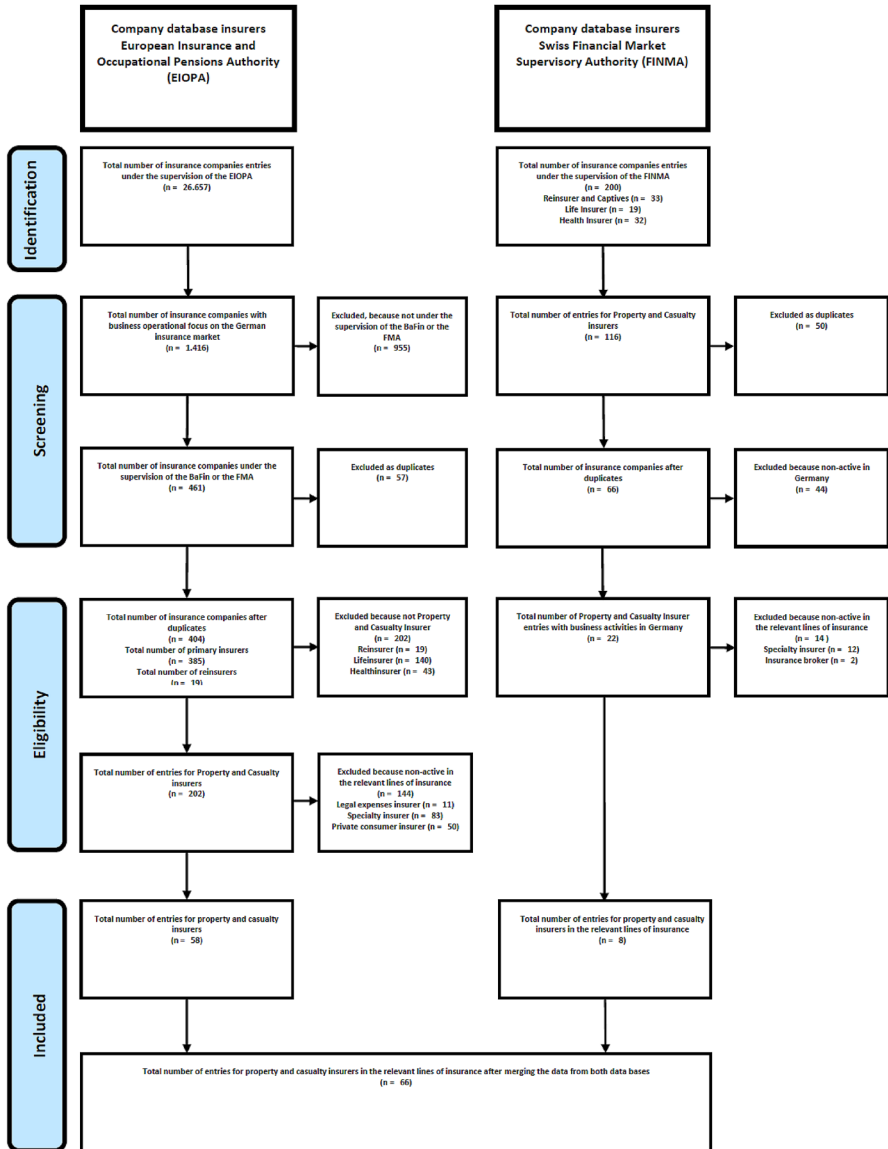 Company database insurers
European Insurance and
Occupational Pensions Authority
(EIOPA)
Company database insurers
Swiss Financial Market
Supervisory Authority (FINMA)
Identification
Total number of insurance companies entries
under the supervision of the EIOPA
(n = 26.657)
Total number of insurance companies entries
under the supervision of the FINMA
(n = 200)
Reinsurer and Captives (n = 33)
Life Insurer (n = 19)
Health Insurer (n = 32)
Screening
Total number of insurance companies with
business operational focus on the German
insurance market
(n = 1.416)
Excluded, because not under the
supervision of the BaFin or the
FMA
(n = 955)
Total number of entries for Property and Casualty
insurers
(n = 116)
Excluded as duplicates
(n = 50)
Total number of insurance companies under the
supervision of the BaFin or the FMA
(n = 461)
Excluded as duplicates
(n = 57)
Total number of insurance companies after
duplicates
(n = 66)
Excluded because non-active in
Germany
(n = 44)
Eligibility
Total number of insurance companies after
duplicates
(n = 404)
Total number of primary insurers
(n = 385)
Total number of reinsurers
(n = 19)
Excluded because not Property
and Casualty Insurer
(n = 202)
Reinsurer (n = 19)
Lifeinsurer (n = 140)
Healthinsurer (n = 43)
Total number of Property and Casualty Insurer
entries with business activities in Germany
(n = 22)
Excluded because non-active in
the relevant lines of insurance
(n = 14 )
Specialty insurer (n = 12)
Insurance broker (n = 2)
Total number of entries for Property and Casualty
insurers
(n = 202)
Excluded because non-active in
the relevant lines of insurance
(n = 144)
Legal expenses insurer (n = 11)
Specialty insurer (n = 83)
Private consumer insurer (n = 50)
Included
Total number of entries for property and casualty
insurers
(n = 58)
Total number of entries for property and casualty
insurers in the relevant lines of insurance
(n = 8)
Total number of entries for property and casualty insurers in the relevant lines of insurance after merging the data from both data bases
(n = 66)